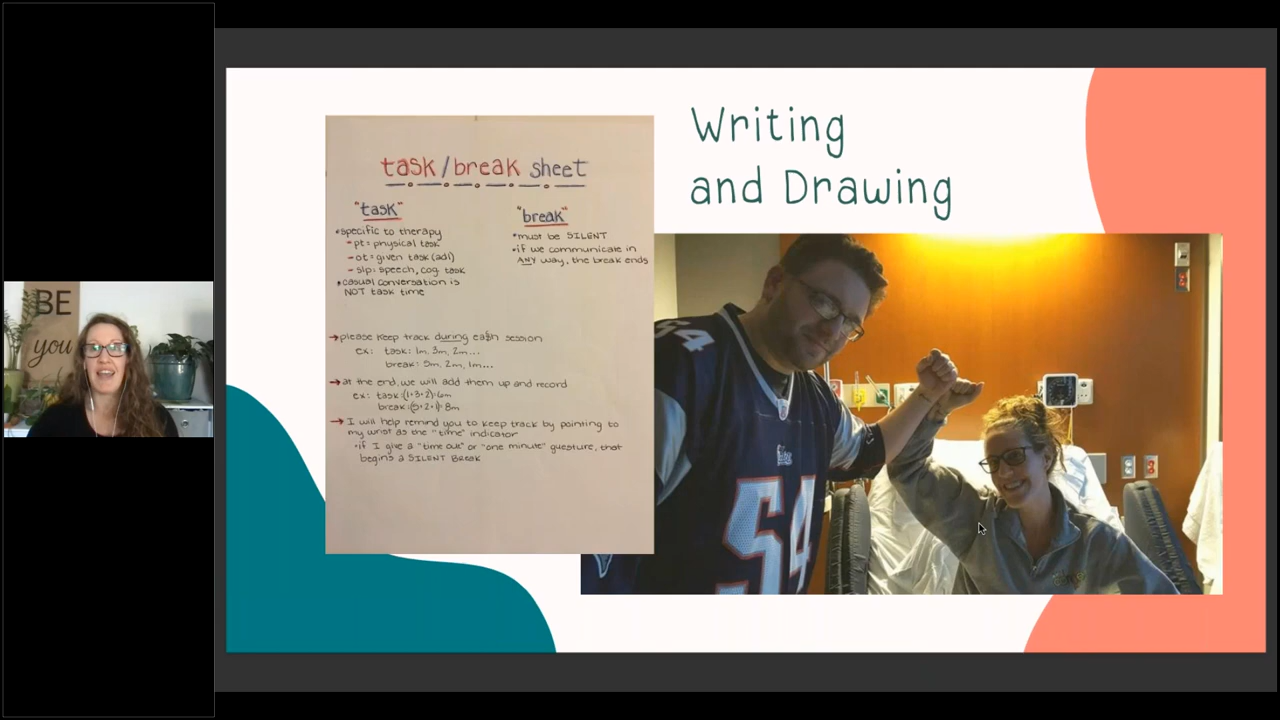 BE
you
Writing
and Drawing
task/break sheet
"task"
• specific to therapy
- pt: physical task
- ot: given task (adl)
- slp: speech, cog task
• casual conversation is
NOT task time
"break"
• must be SILENT
• if we communicate in
ANY way, the break ends
→ please keep track during each session
ex: task: 1m, 3m, 2m...
break: 5m, 2m, 1m...
→ at the end, we will add them up and record
ex: task: (1+3+2)=6m
break: (5+2+1)=8m
→ I will help remind you to keep track by pointing to
my wrist as the "time" indicator
• if I give a "time out" or "one minute" guesture, that
begins a SILENT BREAK
54
Patriots
54